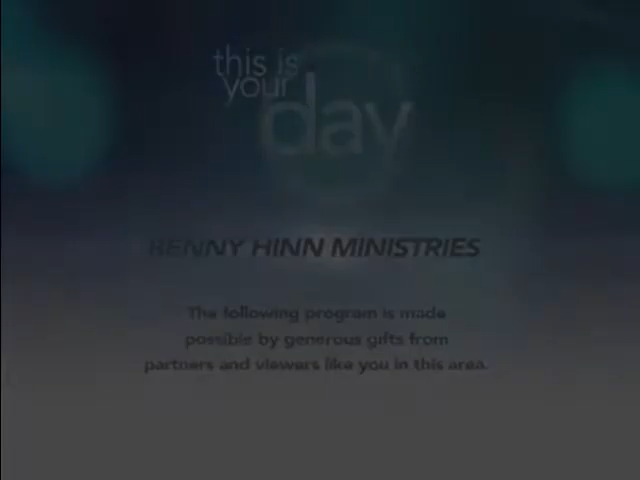 this is
your
day
BENNY HINN MINISTRIES
The following program is made
possible by generous gifts from
partners and viewers like you in this area.